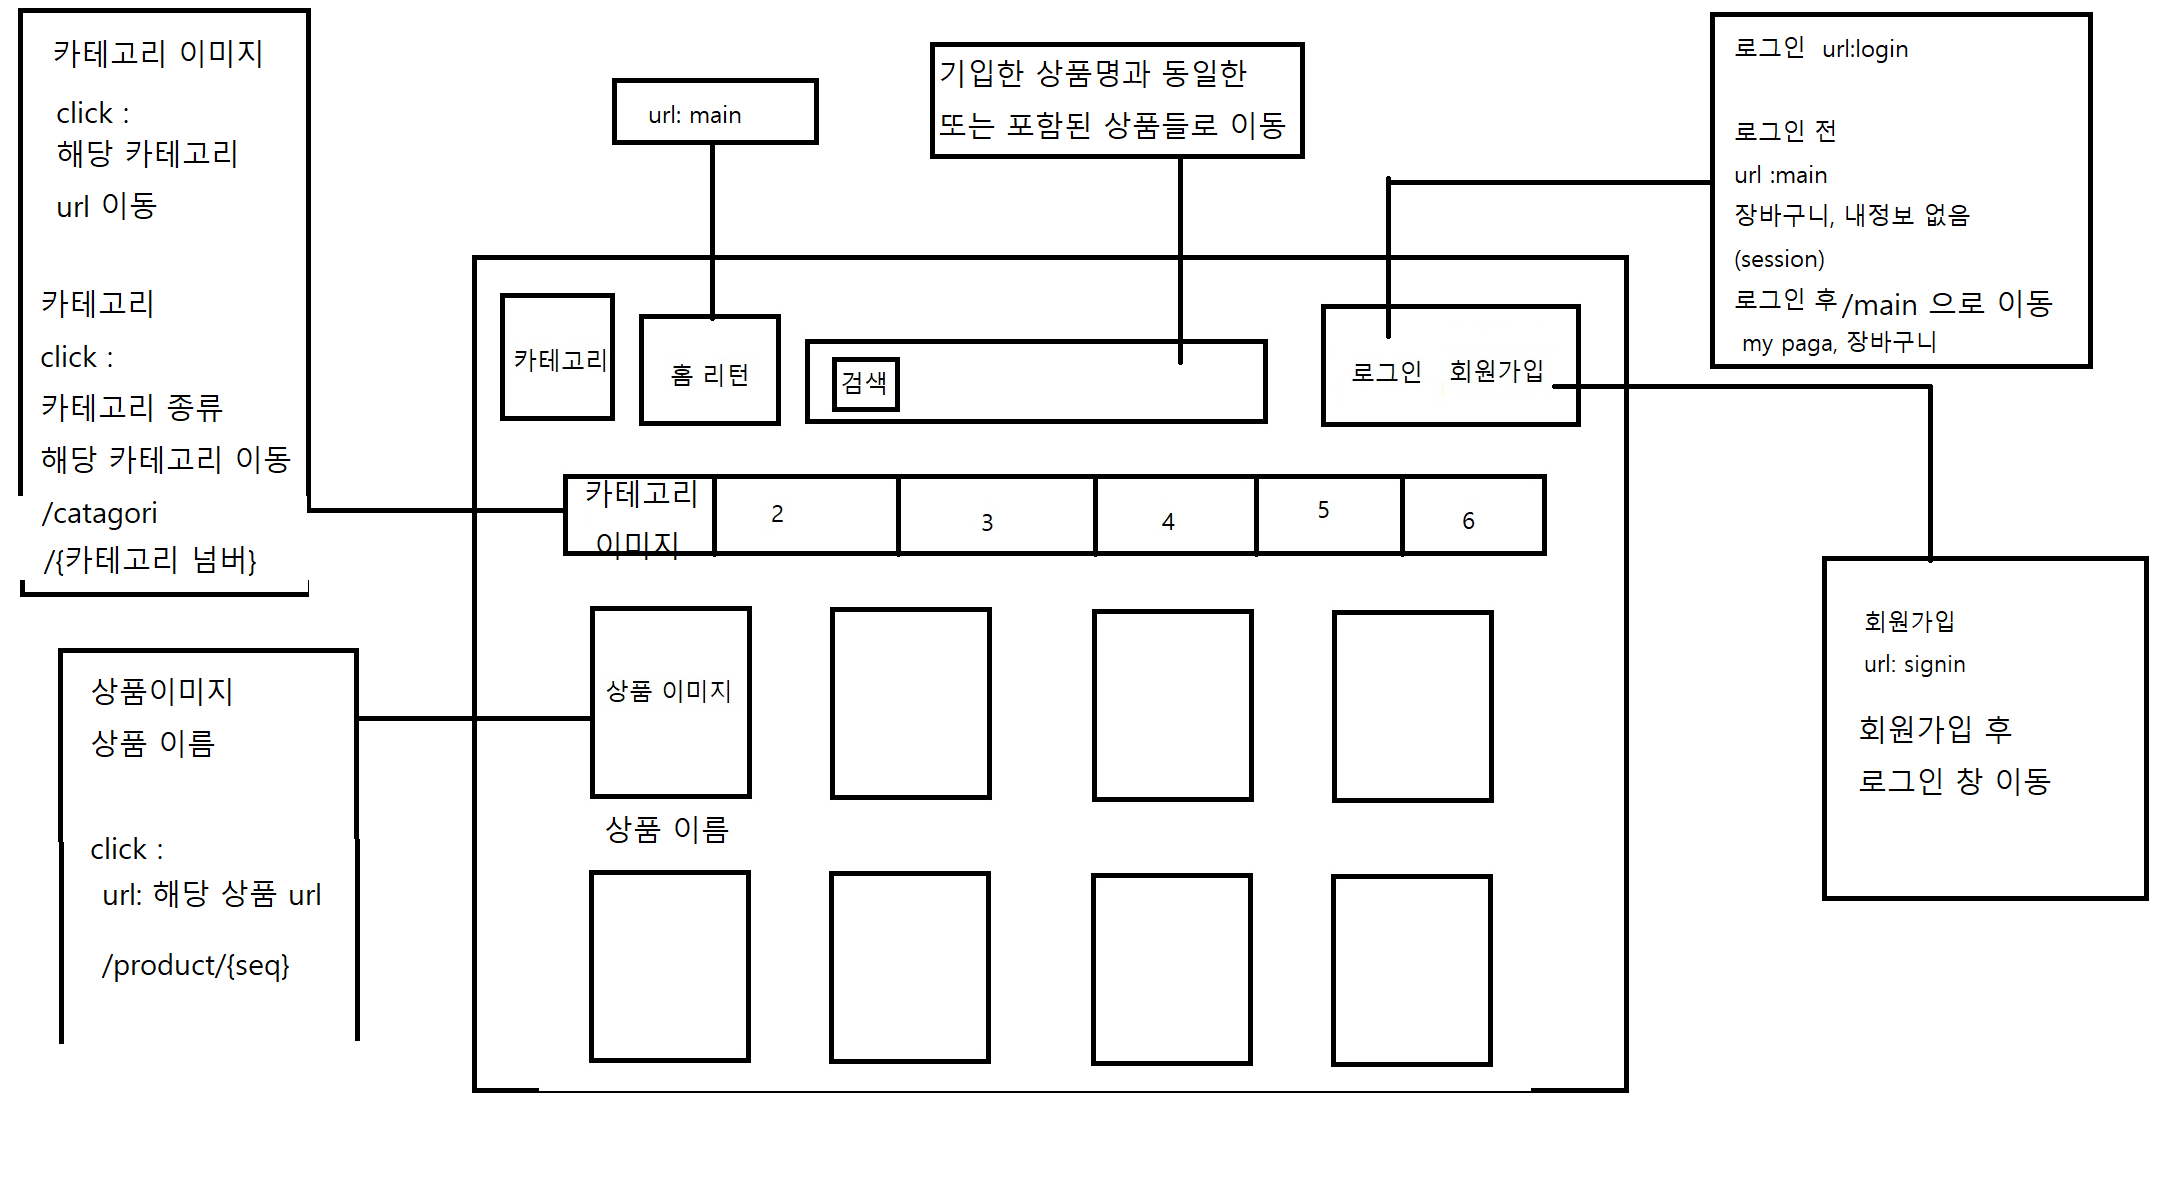 카테고리 이미지
click :
해당 카테고리
url 이동
카테고리
click :
카테고리 종류
해당 카테고리 이동
/catagori
/{카테고리 넘버}
url: main
기입한 상품명과 동일한
또는 포함된 상품들로 이동
로그인 url:login
로그인 전
url :main
장바구니, 내정보 없음
(session)
로그인 후 /main 으로 이동
my paga, 장바구니
카테고리
홈 리턴
검색
로그인 회원가입
카테고리
이미지
2
3
4
5
6
상품이미지
상품 이름
click :
url: 해당 상품 url
/product/{seq}
상품 이미지
상품 이름
회원가입
url: signin
회원가입 후
로그인 창 이동